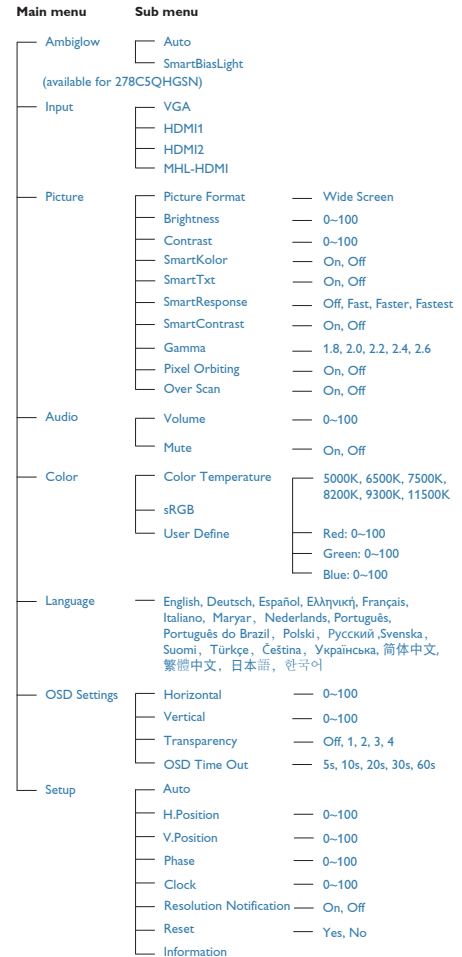 Main menu Sub menu
Ambiglow Auto
SmartBiasLight
(available for 278C5QHGSN)
Input VGA
HDMI1
HDMI2
MHL-HDMI
Picture Picture Format Wide Screen
Brightness 0~100
Contrast 0~100
SmartKolor On, Off
SmartTxt On, Off
SmartResponse Off, Fast, Faster, Fastest
SmartContrast On, Off
Gamma 1.8, 2.0, 2.2, 2.4, 2.6
Pixel Orbiting On, Off
Over Scan On, Off
Audio Volume 0~100
Mute On, Off
Color Color Temperature 5000K, 6500K, 7500K,
8200K, 9300K, 11500K
sRGB
User Define Red: 0~100
Green: 0~100
Blue: 0~100
Language English, Deutsch, Español, Ελληνική, Français,
Italiano, Maryar, Nederlands, Português,
Português do Brazil, Polski, Русский ,Svenska,
Suomi, Türkçe, Čeština, Українська, 简体中文,
繁體中文, 日本語, 한국어
OSD Settings Horizontal 0~100
Vertical 0~100
Transparency Off, 1, 2, 3, 4
OSD Time Out 5s, 10s, 20s, 30s, 60s
Setup Auto
H.Position 0~100
V.Position 0~100
Phase 0~100
Clock 0~100
Resolution Notification On, Off
Reset Yes, No
Information